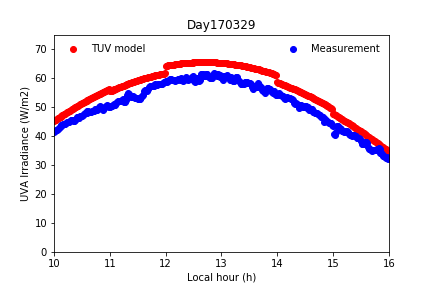 Day170329
TUV model
Measurement
UVA Irradiance (W/m2)
70
60
50
40
30
20
10
0
10 11 12 13 14 15 16
Local hour (h)